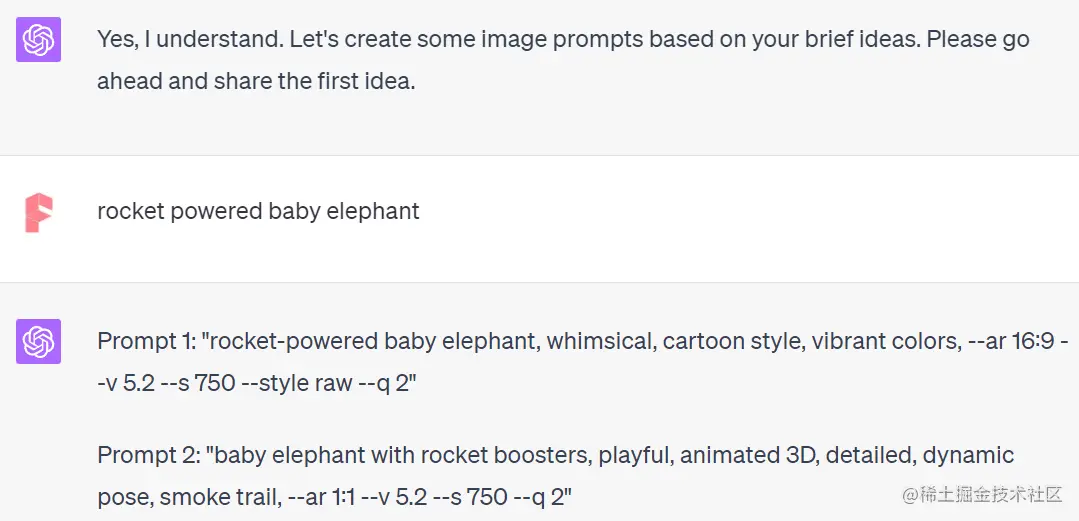 Yes, I understand. Let's create some image prompts based on your brief ideas. Please go
ahead and share the first idea.
rocket powered baby elephant
Prompt 1: "rocket-powered baby elephant, whimsical, cartoon style, vibrant colors, --ar 16:9 -
-v 5.2 --s 750 --style raw --q 2"
Prompt 2: "baby elephant with rocket boosters, playful, animated 3D, detailed, dynamic
pose, smoke trail, --ar 1:1 --v 5.2 --s 750 --q 2"
@稀土掘金技术社区